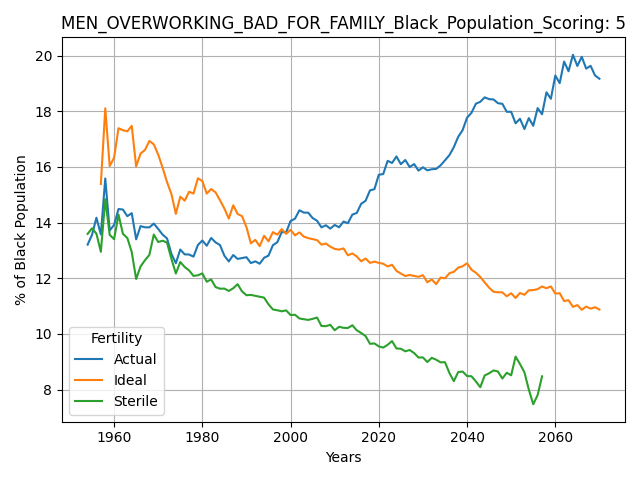 MEN_OVERWORKING_BAD_FOR_FAMILY_Black_Population_Scoring: 5
% of Black Population
20
18
16
14
12
10
8
Fertility
Actual
Ideal
Sterile
1960 1980 2000 2020 2040 2060
Years